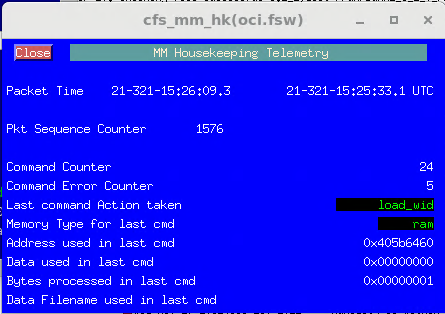 cfs_mm_hk(oci.fsw)
Close MM Housekeeping Telemetry
Packet Time 21-321-15:26:09.3 21-321-15:25:33.1 UTC
Pkt Sequence Counter 1576
Command Counter 24
Command Error Counter 5
Last command Action taken load_wid
Memory Type for last cmd ram
Address used in last cmd 0x405b6460
Data used in last cmd 0x00000000
Bytes processed in last cmd 0x00000001
Data Filename used in last cmd